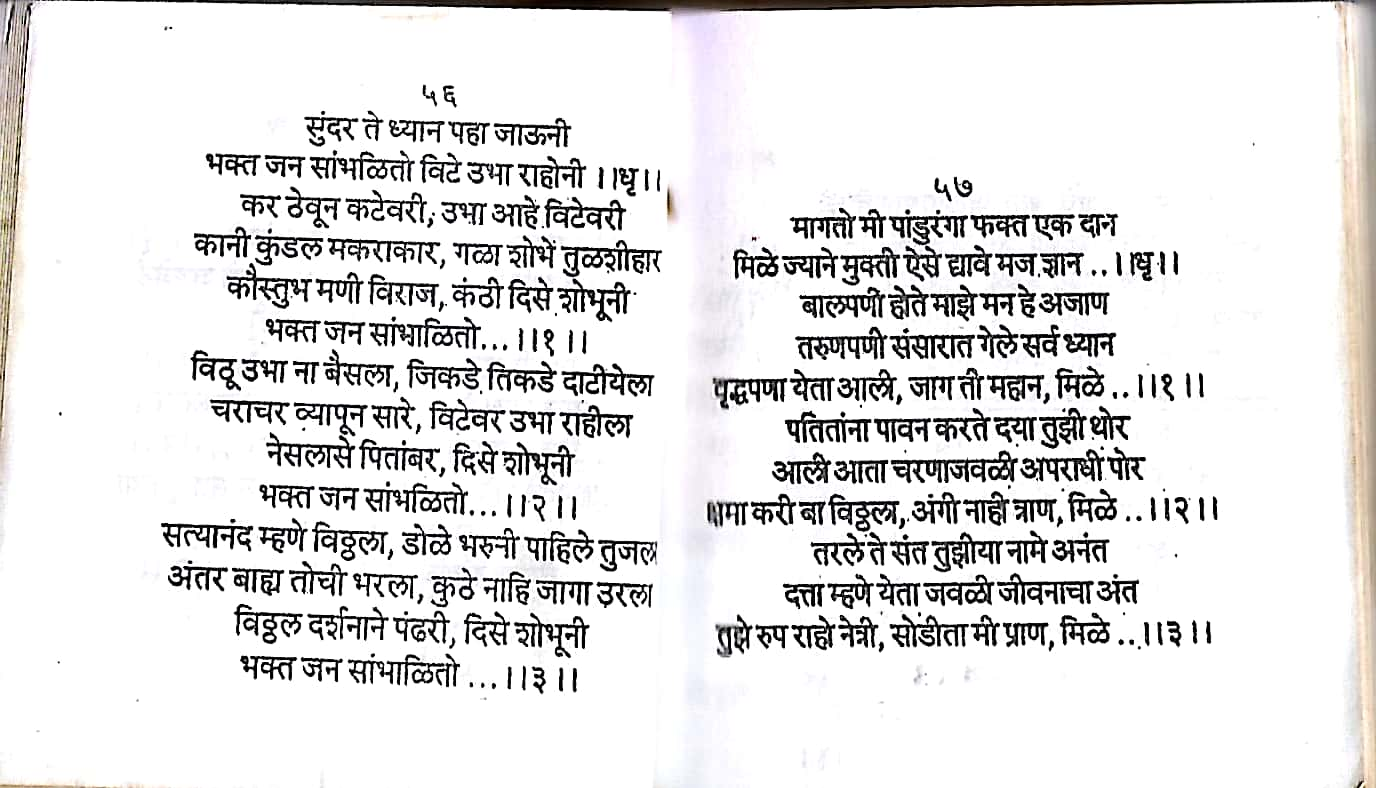 ५६
सुंदर ते ध्यान पहा जाऊनी
भक्त जन सांभळितो विटे उभा राहोनी ।।धृ।।
कर ठेवून कटेवरी, उभा आहे विटेवरी
कानी कुंडल मकराकार, गळा शोभे तुळशीहार
कौस्तुभ मणी विराज, कंठी दिसे शोभूनी
भक्त जन सांभाळितो...।।१।।
विठू उभा ना बैसला, जिकडे तिकडे दाटीयेला
चराचर व्यापून सारे, विटेवर उभा राहीला
नेसलासे पितांबर, दिसे शोभूनी
भक्त जन सांभळितो...।।२।।
सत्यानंद म्हणे विठ्ठला, डोळे भरुनी पाहिले तुजला
अंतर बाह्य तोची भरला, कुठे नाहि जागा उरला
विठ्ठल दर्शनाने पंढरी, दिसे शोभूनी
भक्त जन सांभाळितो...।।३।।
५७
मागतो मी पांडुरंगा फक्त एक दान
मिळे ज्याने मुक्ती ऐसे द्यावे मज ज्ञान ..।।धृ।।
बालपणी होते माझे मन हे अजाण
तरुणपणी संसारात गेले सर्व ध्यान
वृद्धपणा येता आली, जाग ती महान, मिळे ..।।१।।
पतितांना पावन करते दया तुझी थोर
आली आता चरणाजवळी अपराधी पोर
क्षमा करी बा विठ्ठला, अंगी नाही त्राण, मिळे ..।।२।।
तरले ते संत तुझीया नामे अनंत
दत्ता म्हणे येता जवळी जीवनाचा अंत
तुझे रुप राहो नेत्री, सोडीता मी प्राण, मिळे ..।।३।।